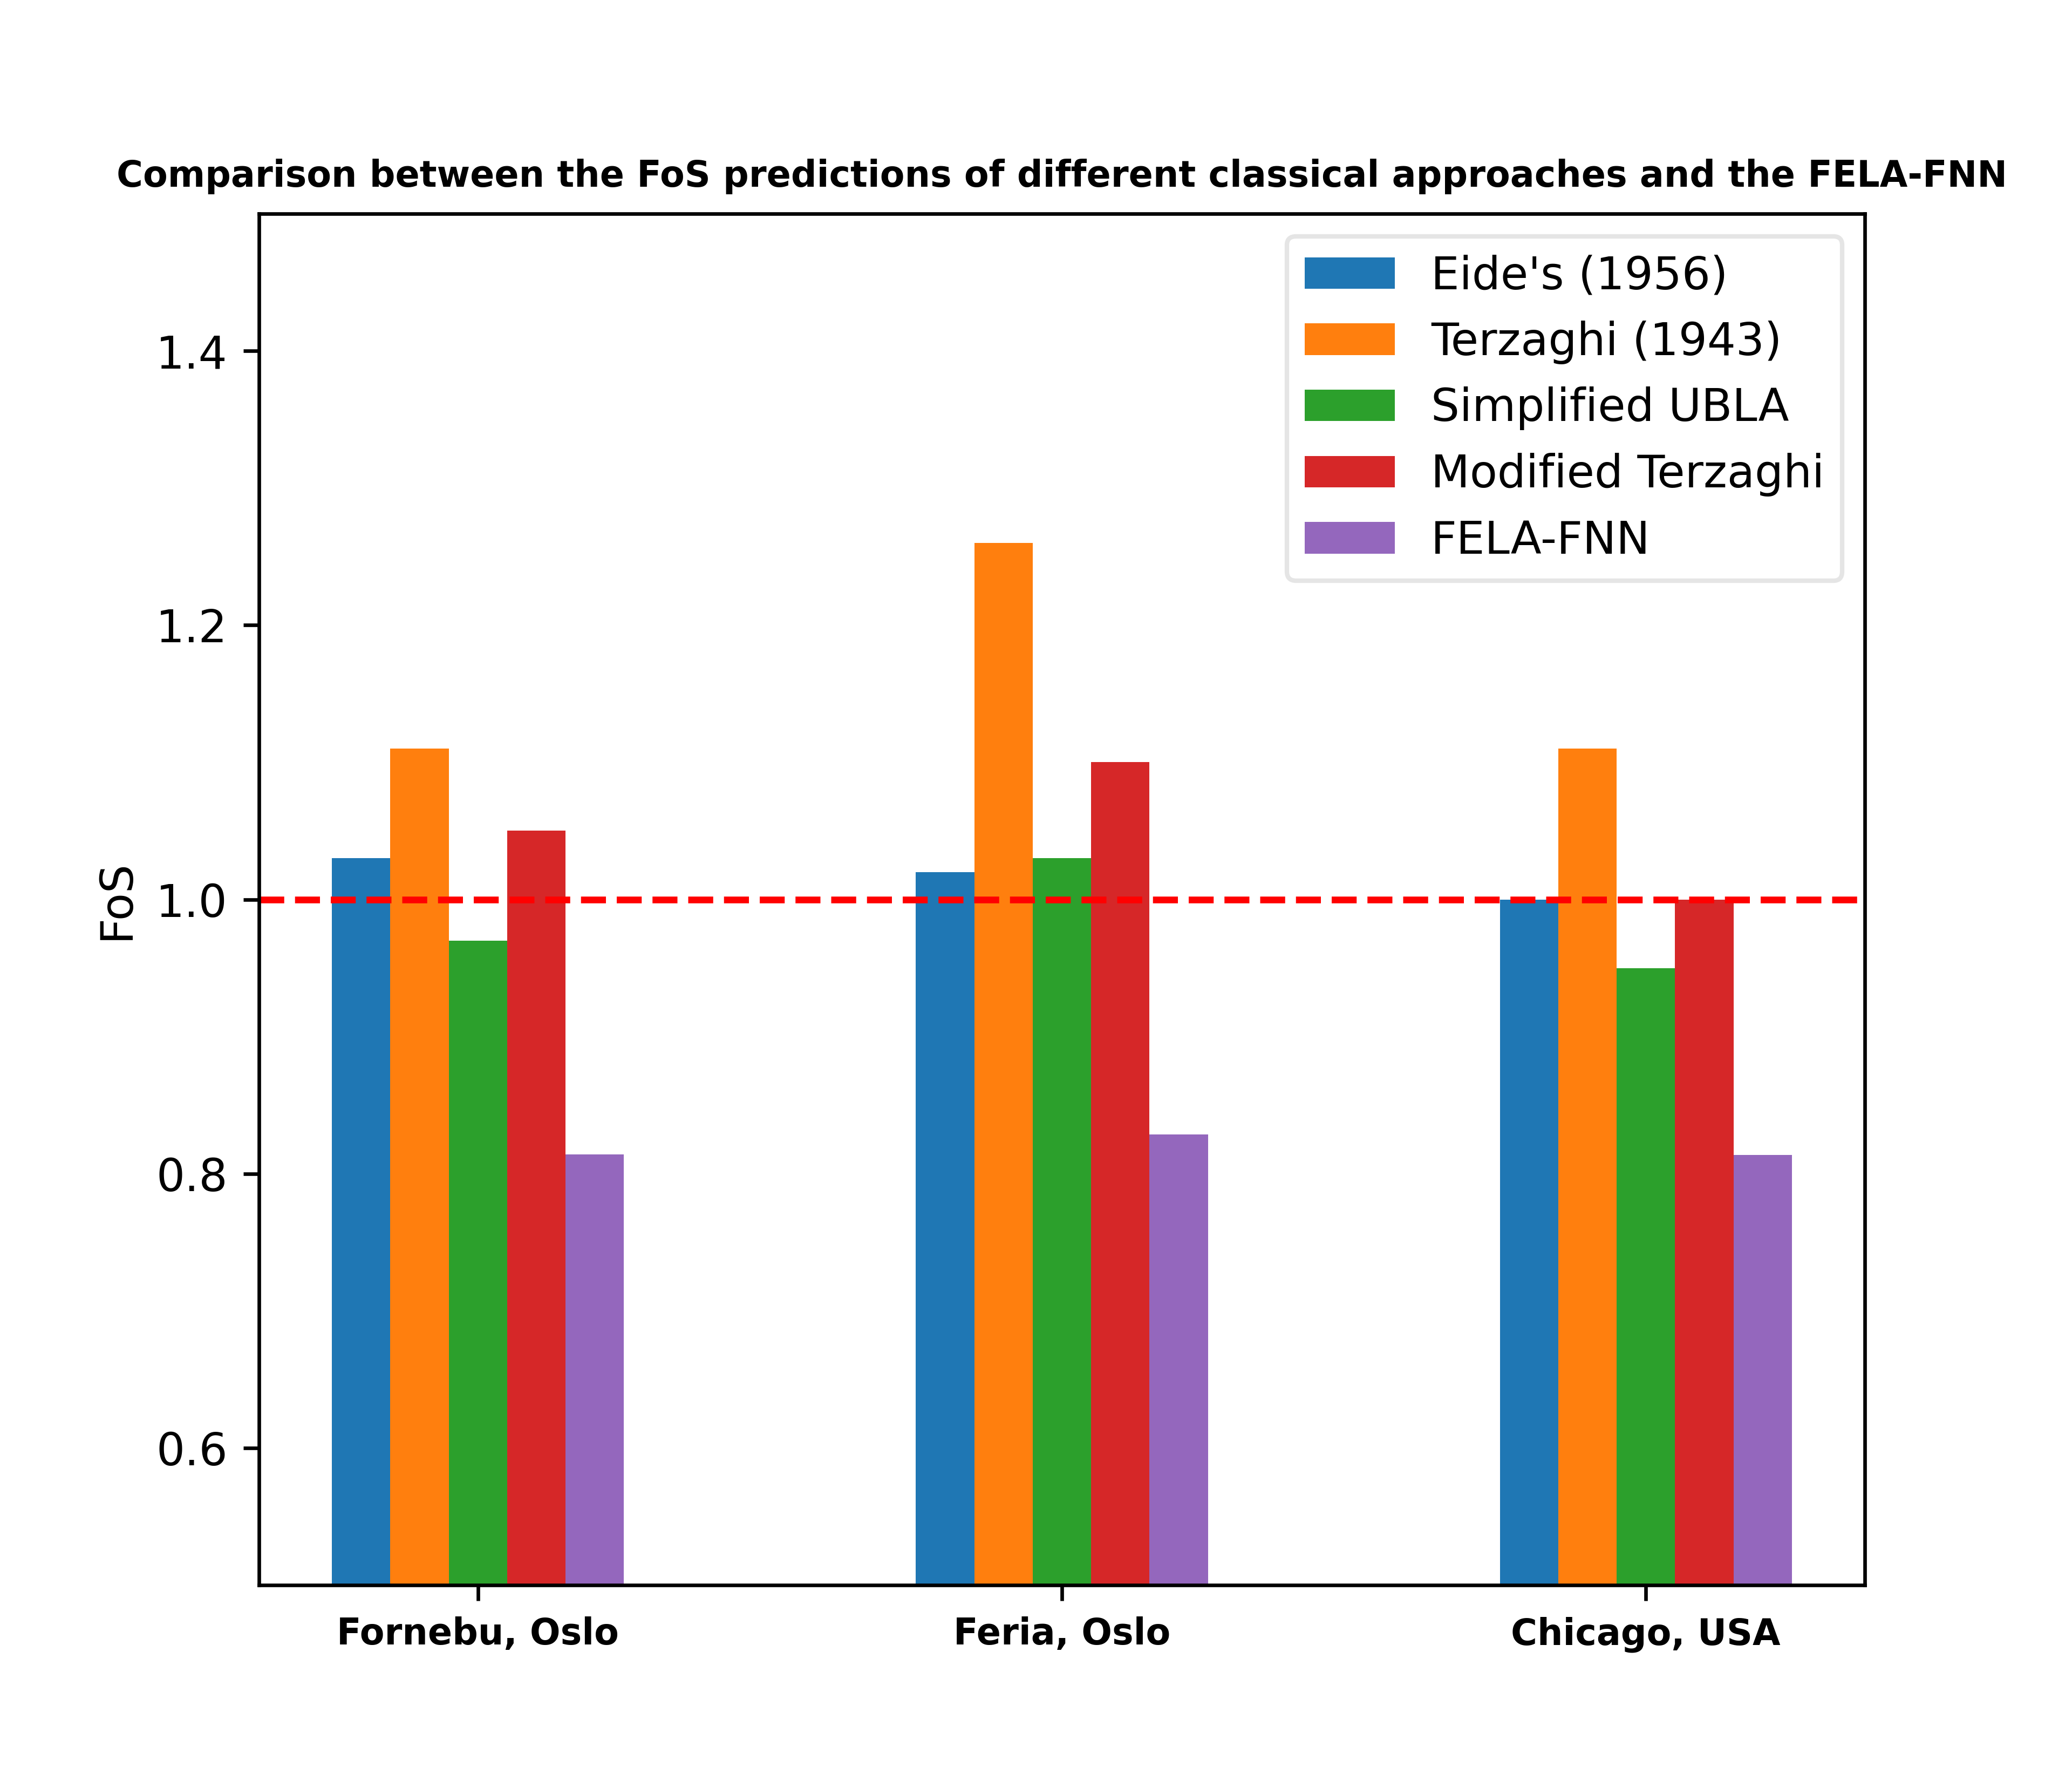 Comparison between the FoS predictions of different classical approaches and the FELA-FNN
Eide's (1956)
Terzaghi (1943)
Simplified UBLA
Modified Terzaghi
FELA-FNN
1.4
1.2
1.0
0.8
0.6
FoS
Fornebu, Oslo
Feria, Oslo
Chicago, USA